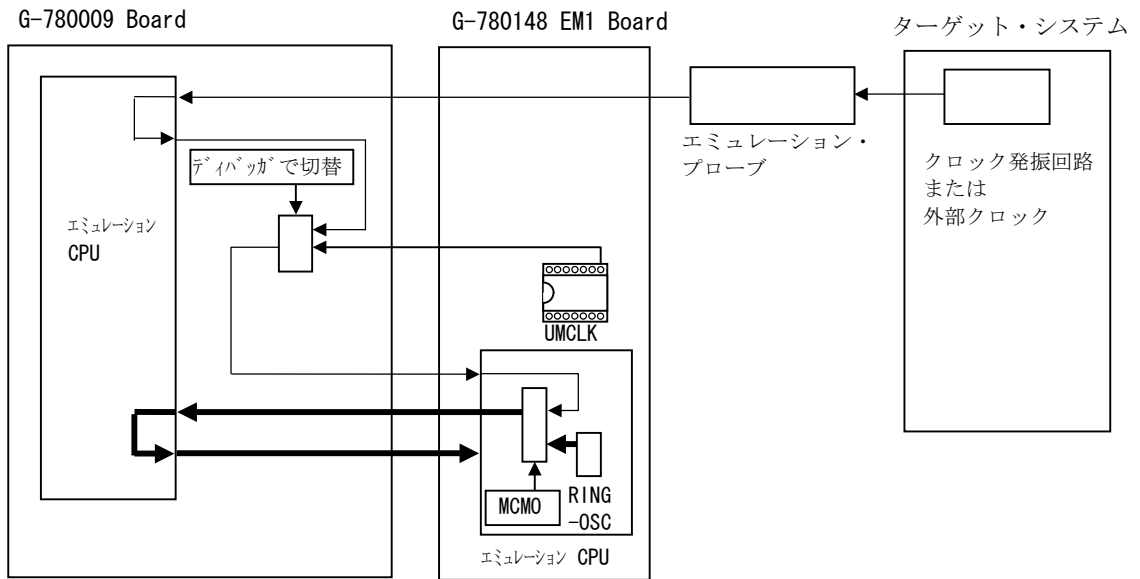 G-780009 Board
G-780148 EM1 Board
ターゲット・システム
ﾃﾞｨﾊﾞｯｶﾞで切替
エミュレーション・
プローブ
クロック発振回路
または
外部クロック
ｴﾐｭﾚｰｼｮﾝ
CPU
UMCLK
MCM0
RING
-OSC
ｴﾐｭﾚｰｼｮﾝ CPU